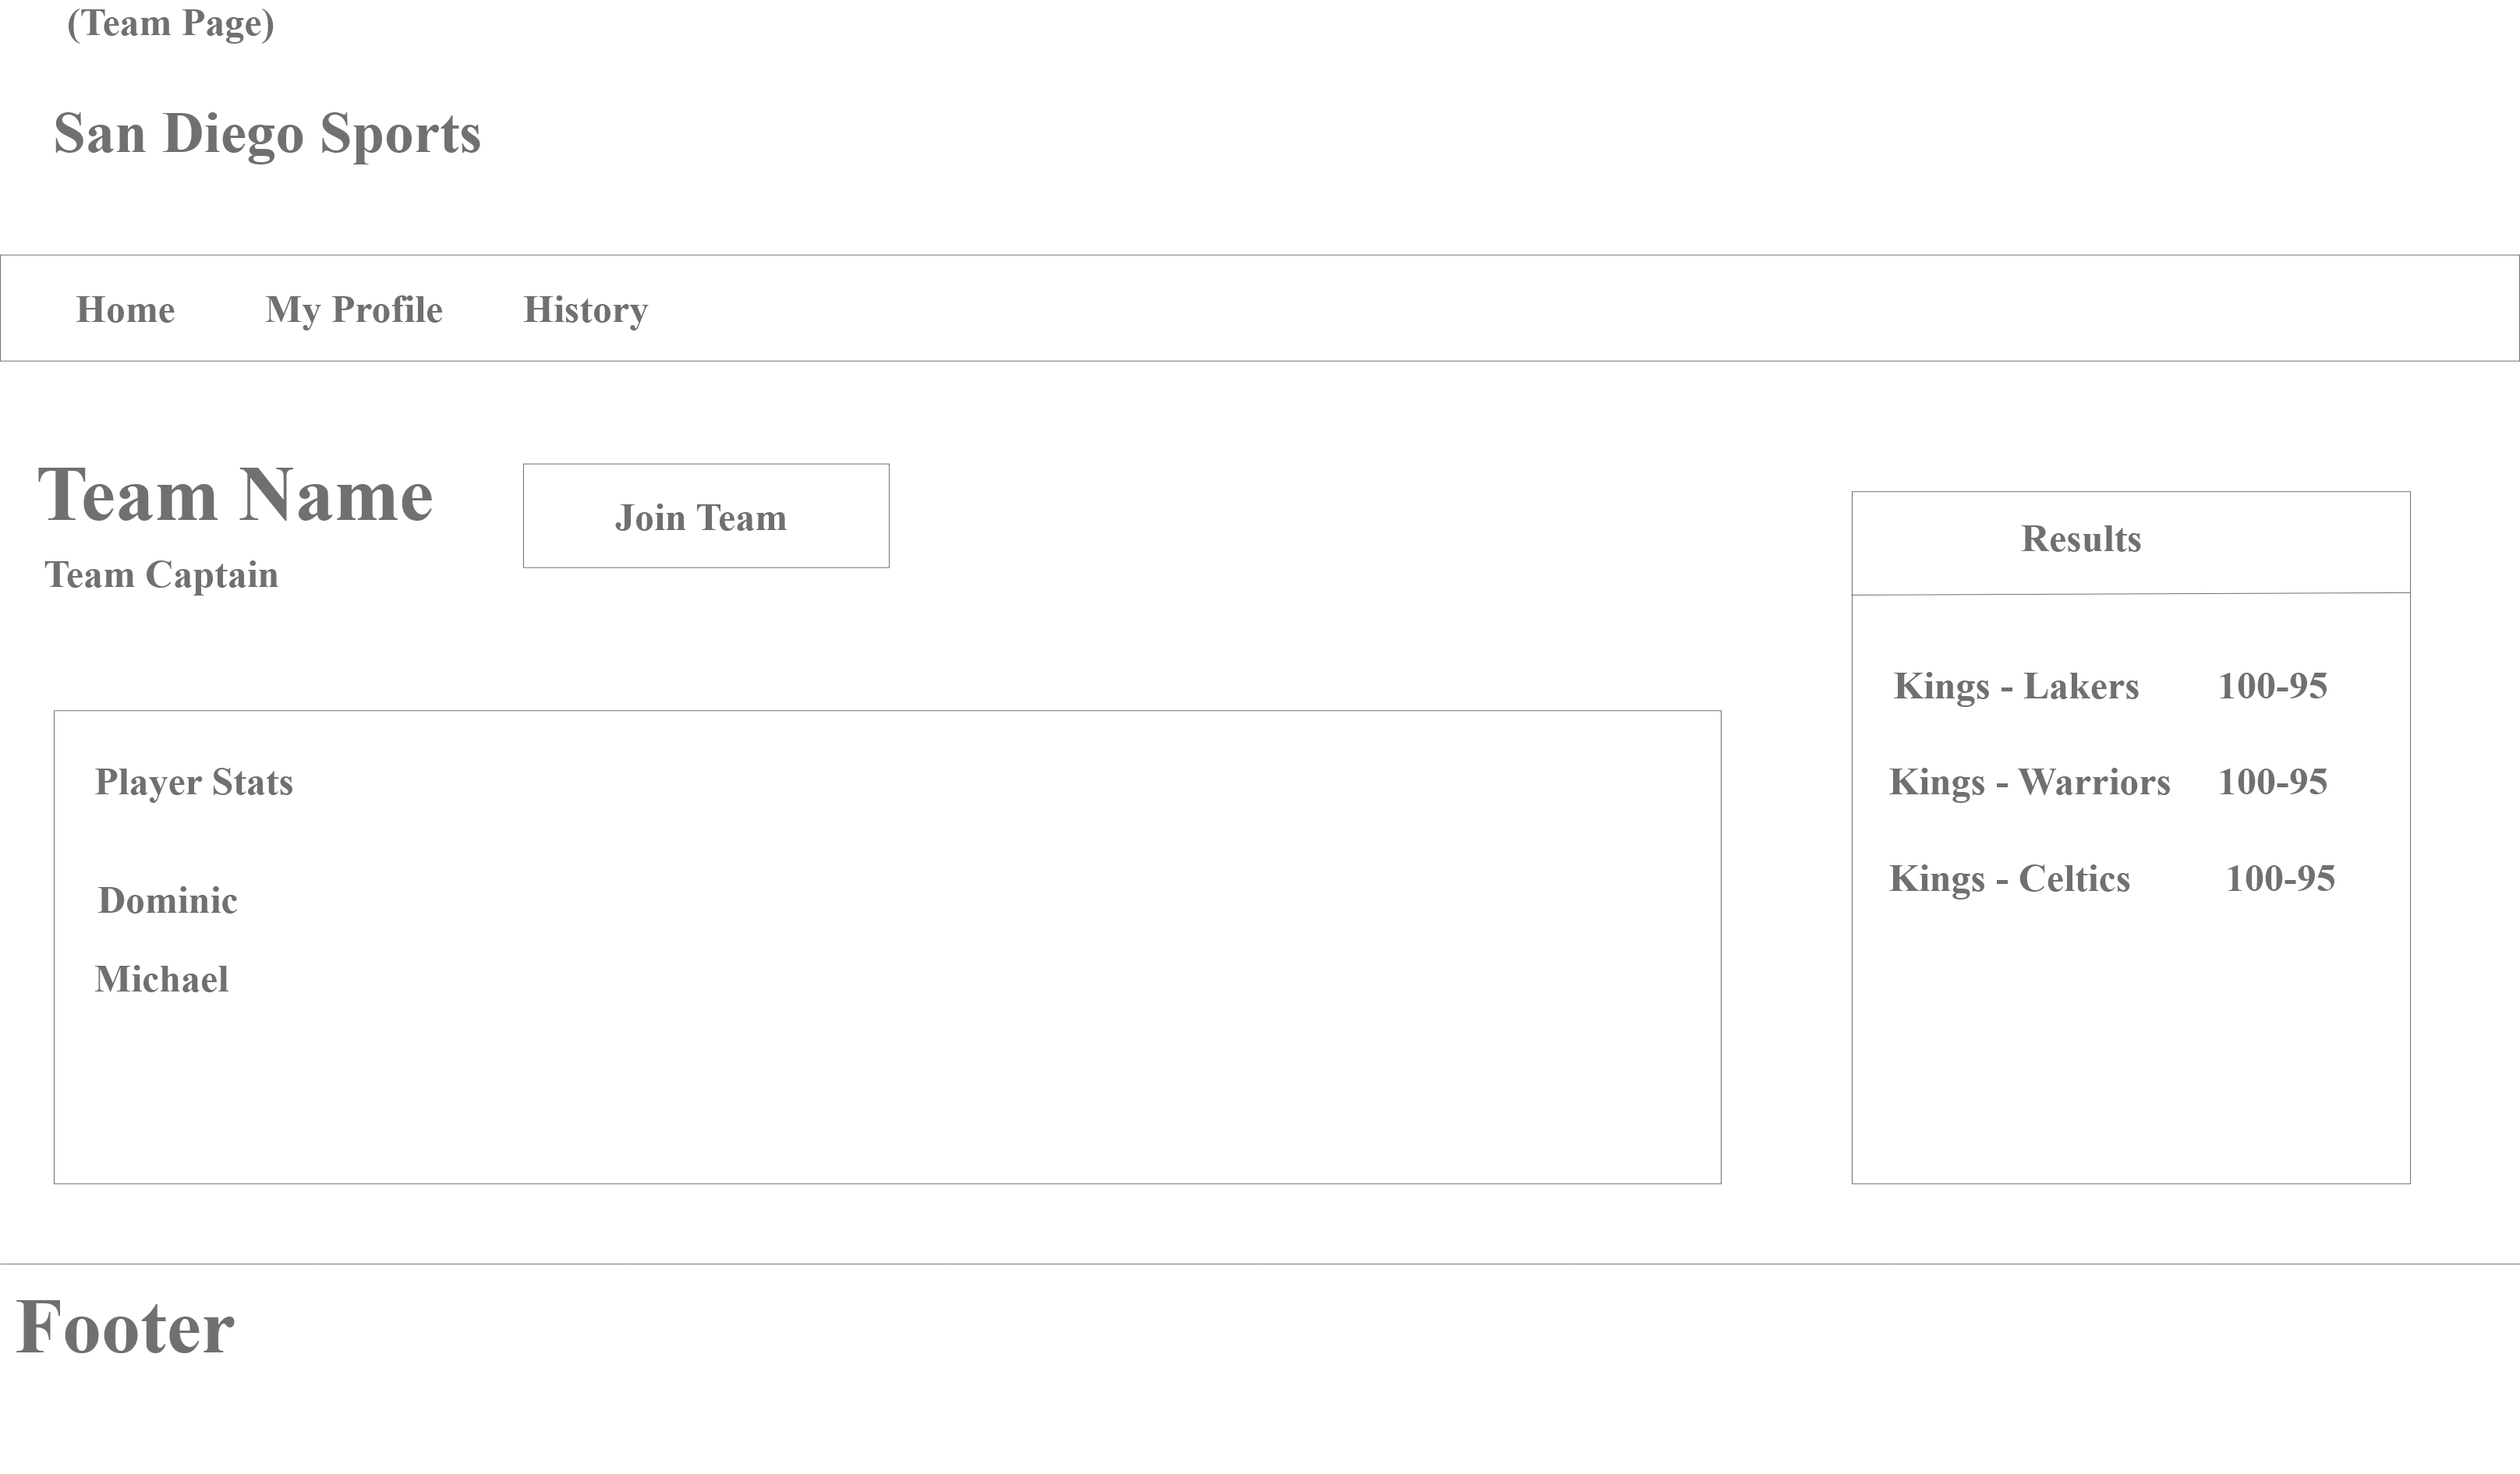 (Team Page)
San Diego Sports
Home My Profile History
Team Name
Join Team
Team Captain
Player Stats
Dominic
Michael
Results
Kings - Lakers 100-95
Kings - Warriors 100-95
Kings - Celtics 100-95
Footer